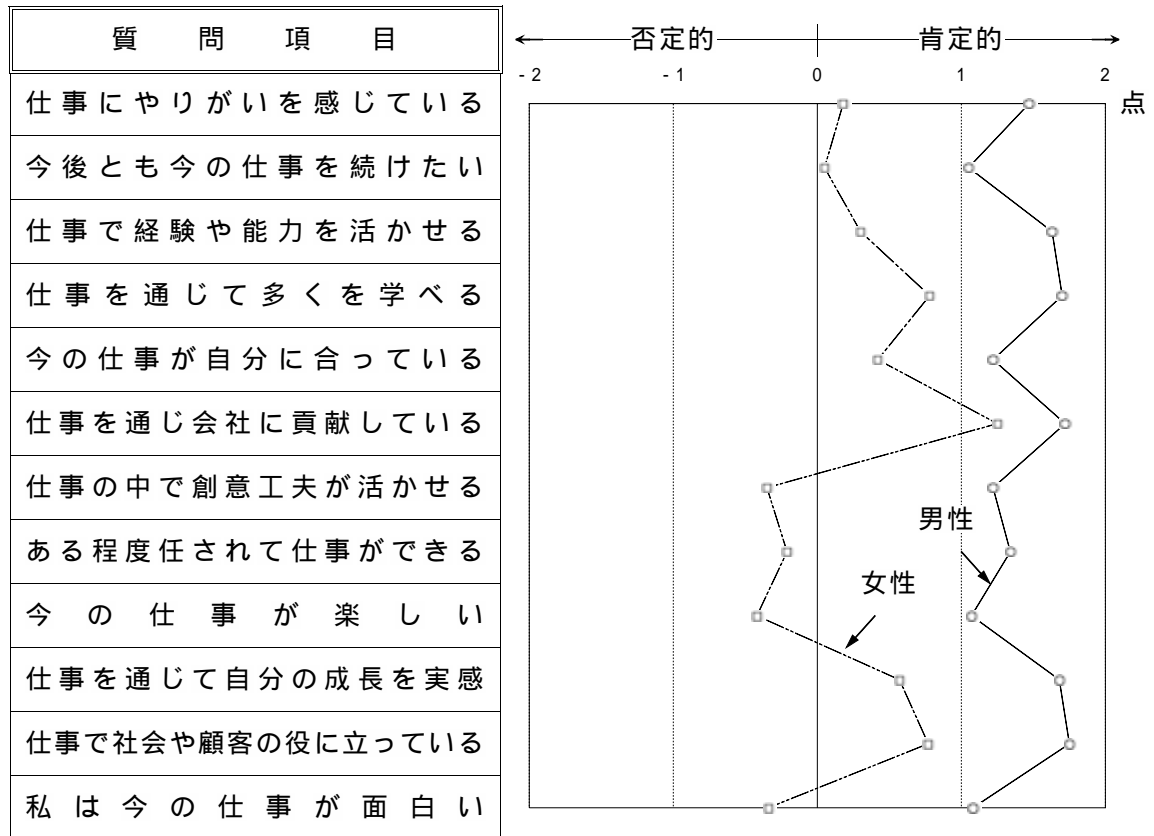 質問項目
否定的 肯定的
-2 -1 0 1 2
点
仕事にやりがいを感じている
今後とも今の仕事を続けたい
仕事で経験や能力を活かせる
仕事を通じて多くを学べる
今の仕事が自分に合っている
仕事を通じ会社に貢献している
仕事の中で創意工夫が活かせる
男性
ある程度任されて仕事ができる
女性
今の仕事が楽しい
仕事を通じて自分の成長を実感
仕事で社会や顧客の役に立っている
私は今の仕事が面白い